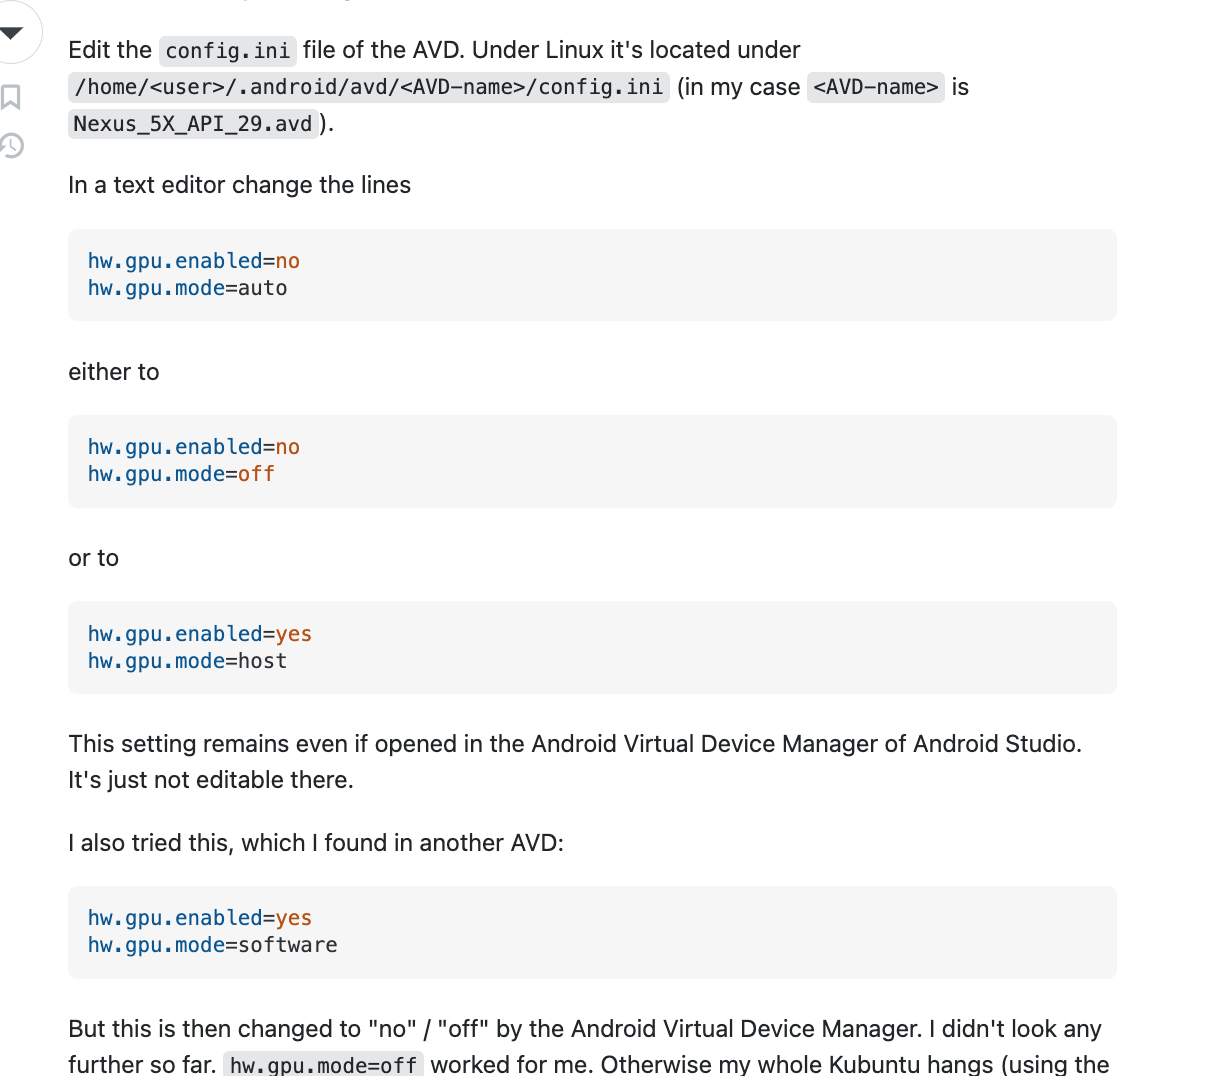 Edit the config.ini file of the AVD. Under Linux it's located under
/home/<user>/.android/avd/<AVD-name>/config.ini (in my case <AVD-name> is
Nexus_5X_API_29.avd).
In a text editor change the lines
hw.gpu.enabled=no
hw.gpu.mode=auto
either to
hw.gpu.enabled=no
hw.gpu.mode=off
or to
hw.gpu.enabled=yes
hw.gpu.mode=host
This setting remains even if opened in the Android Virtual Device Manager of Android Studio.
It's just not editable there.
I also tried this, which I found in another AVD:
hw.gpu.enabled=yes
hw.gpu.mode=software
But this is then changed to "no" / "off" by the Android Virtual Device Manager. I didn't look any
further so far. hw.gpu.mode=off worked for me. Otherwise my whole Kubuntu hangs (using the